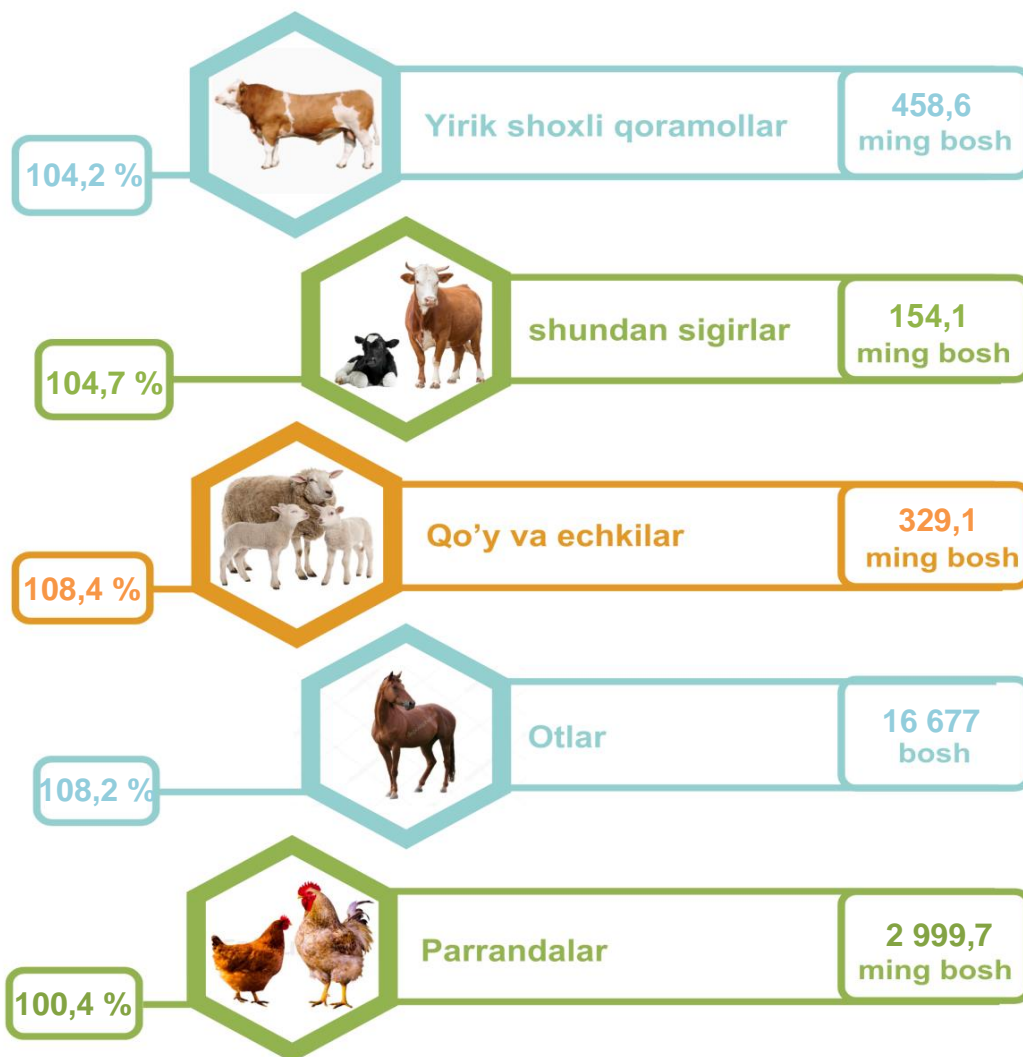 Yirik shoxli qoramollar
458,6
ming bosh
104,2 %
shundan sigirlar
154,1
ming bosh
104,7 %
Qo’y va echkilar
329,1
ming bosh
108,4 %
Otlar
16 677
bosh
108,2 %
Parrandalar
2 999,7
ming bosh
100,4 %